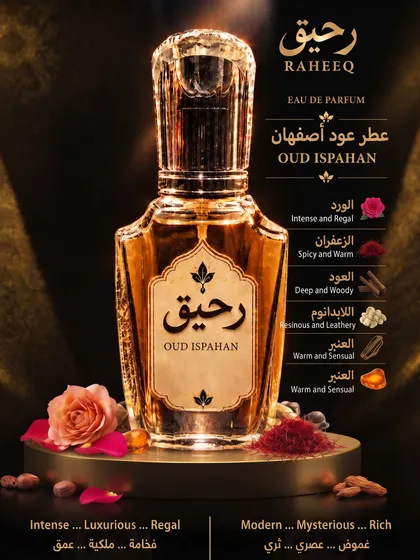 رحيق
RAHEEQ
EAU DE PARFUM
عطر عود أصفهان
OUD ISPAHAN
الورد
Intense and Regal
الزعفران
Spicy and Warm
العود
Deep and Woody
اللابدانوم
Resinous and Leathery
العنبر
Warm and Sensual
العنبر
Warm and Sensual
رحيق
OUD ISPAHAN
Intense ... Luxurious ... Regal
فخامة ... ملكية ... عمق
Modern ... Mysterious ... Rich
غموض ... عصري ... ثري